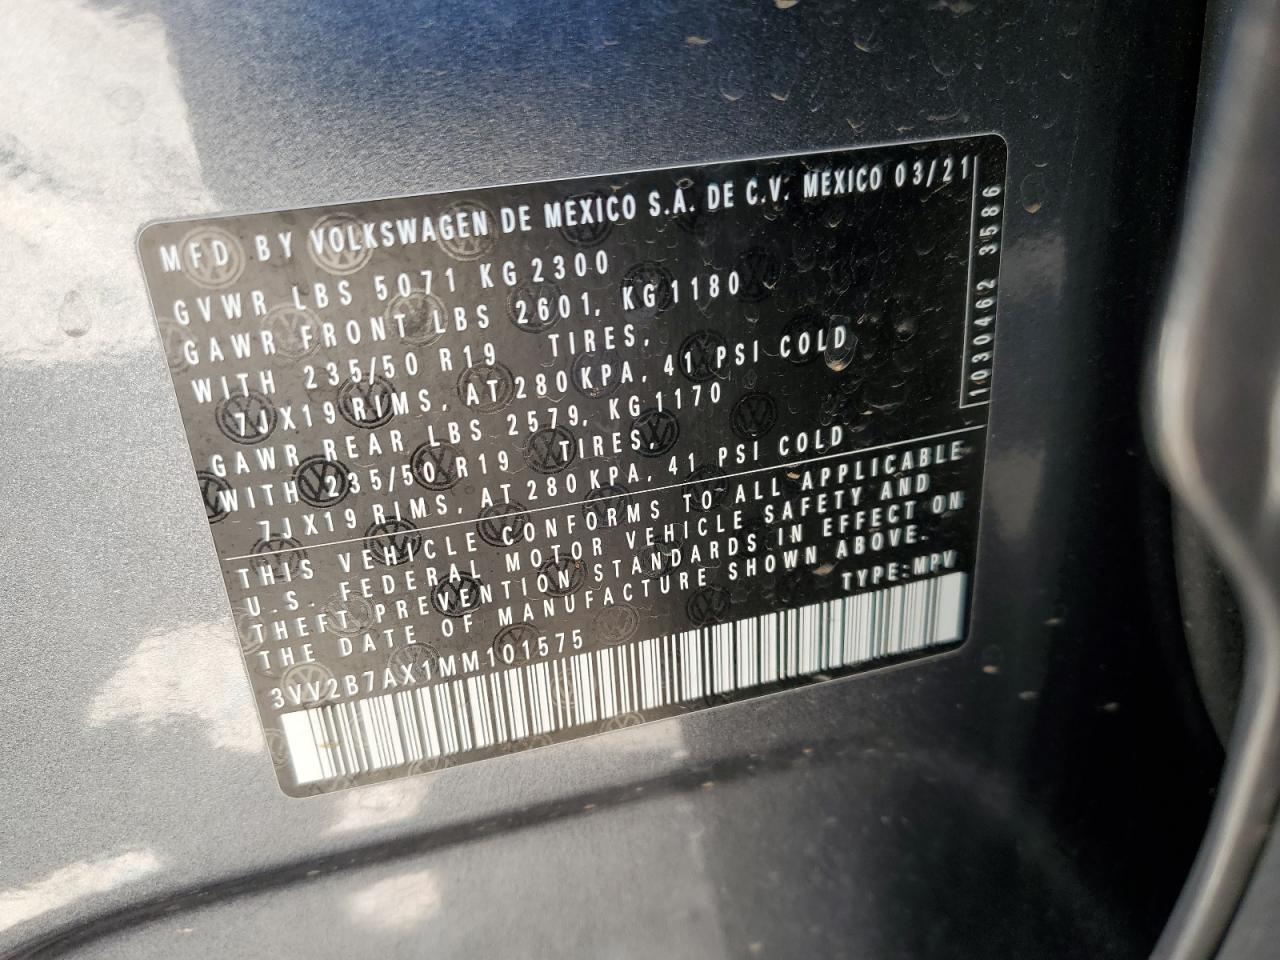 MFD BY VOLKSWAGEN DE MEXICO S.A. DE C.V. MEXICO 03/21
GVWR LBS 5071 KG 2300
GAWR FRONT LBS 2601, KG 1180
WITH 235/50 R19 TIRES,
7JX19 RIMS, AT 280 KPA, 41 PSI COLD
GAWR REAR LBS 2579, KG 1170
WITH 235/50 R19 TIRES,
7JX19 RIMS, AT 280 KPA, 41 PSI COLD
1030462 3586
THIS VEHICLE CONFORMS TO ALL APPLICABLE
U.S. FEDERAL MOTOR VEHICLE SAFETY AND
THEFT PREVENTION STANDARDS IN EFFECT ON
THE DATE OF MANUFACTURE SHOWN ABOVE.
TYPE: MPV
3VV2B7AX1MM101575